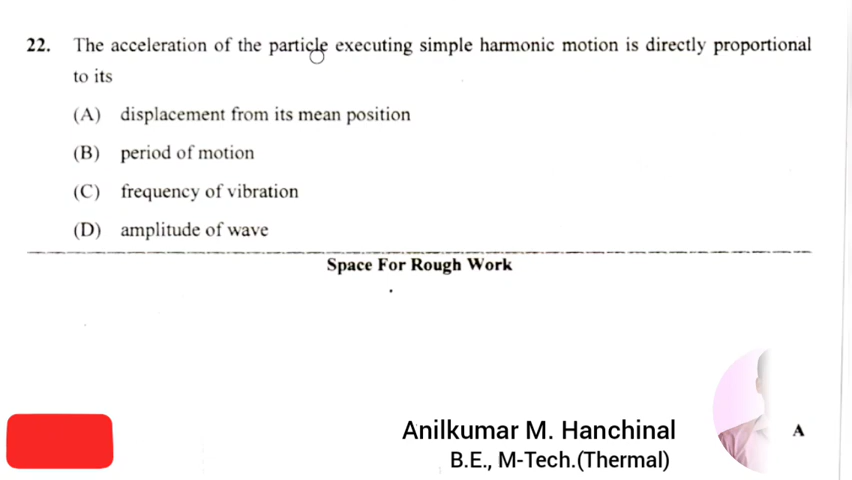 22. The acceleration of the particle executing simple harmonic motion is directly proportional
to its
(A) displacement from its mean position
(B) period of motion
(C) frequency of vibration
(D) amplitude of wave
Space For Rough Work
Anilkumar M. Hanchinal
A
B.E., M-Tech.(Thermal)